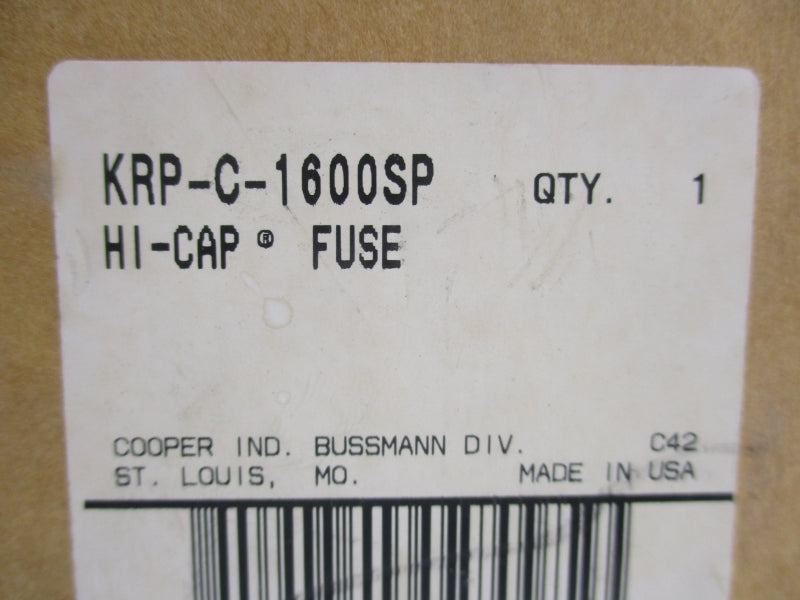 KRP-C-1600SP QTY. 1
HI-CAP® FUSE
COOPER IND. BUSSMANN DIV. C42
ST. LOUIS, MO. MADE IN USA